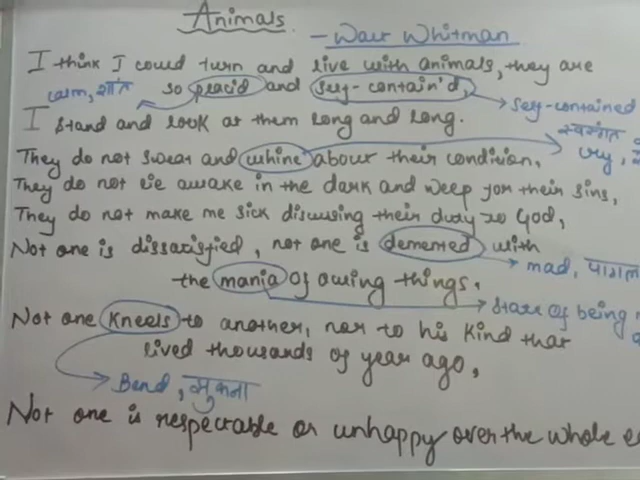 Animals.
- Walt Whitman
I think I could turn and live with animals, they are
calm, शांत so placid and self-contain'd,
self-contained
I stand and look at them long and long.
They do not swear and whine about their condition.
cry,
They do not lie awake in the dark and weep for their sins,
They do not make me sick discussing their duty to God,
Not one is dissatisfied, not one is demented with
mad, पागल
the mania of owning things.
state of being
Not one kneels to another, nor to his kind that
lived thousands of year ago,
Bend, झुकना
Not one is respectable or unhappy over the whole